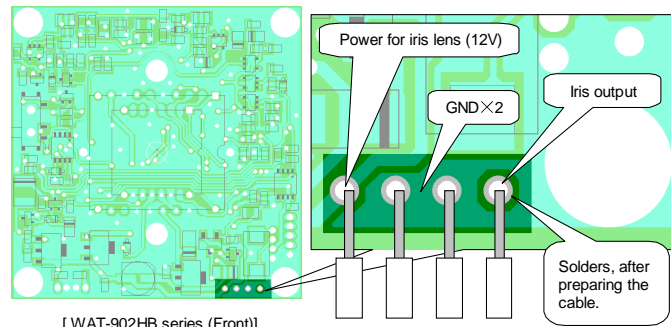 Power for iris lens (12V)
GND×2
Iris output
Solders, after
preparing the
cable.
[ WAT-902HB series (Front)]